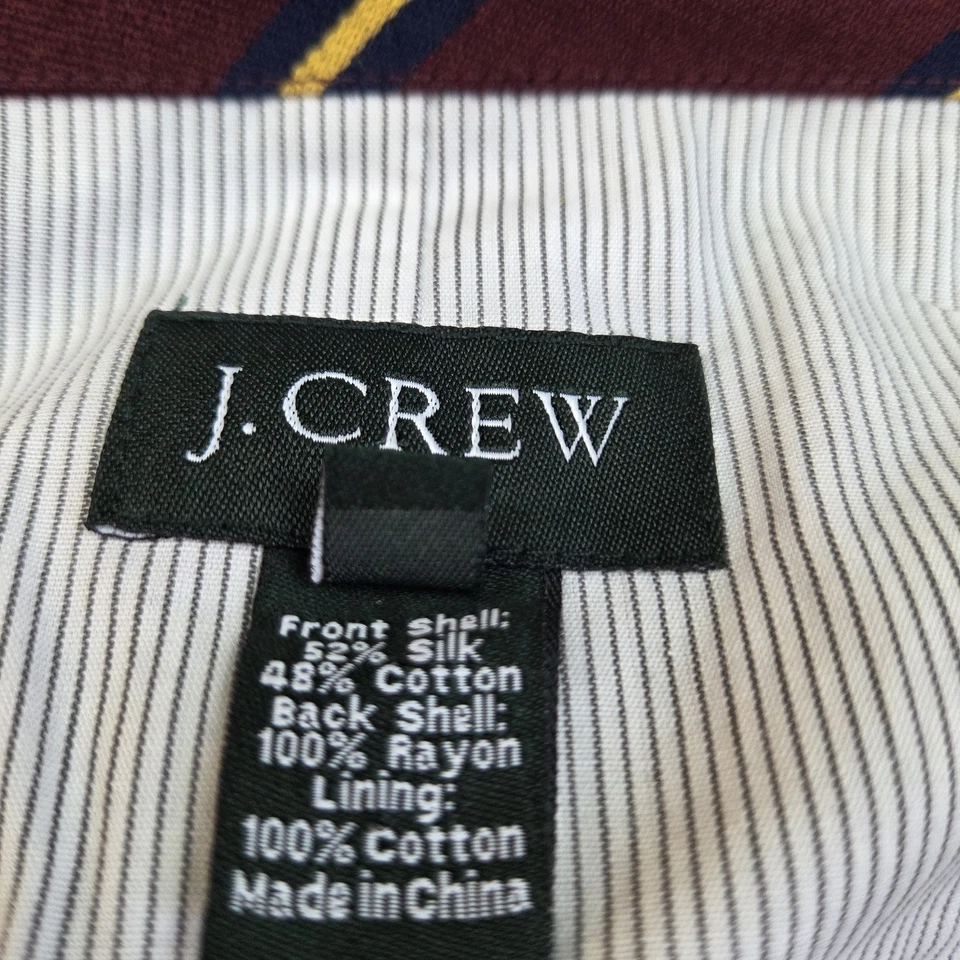 J. CREW
Front Shell:
52% Silk
48% Cotton
Back Shell:
100% Rayon
Lining:
100% Cotton
Made in China